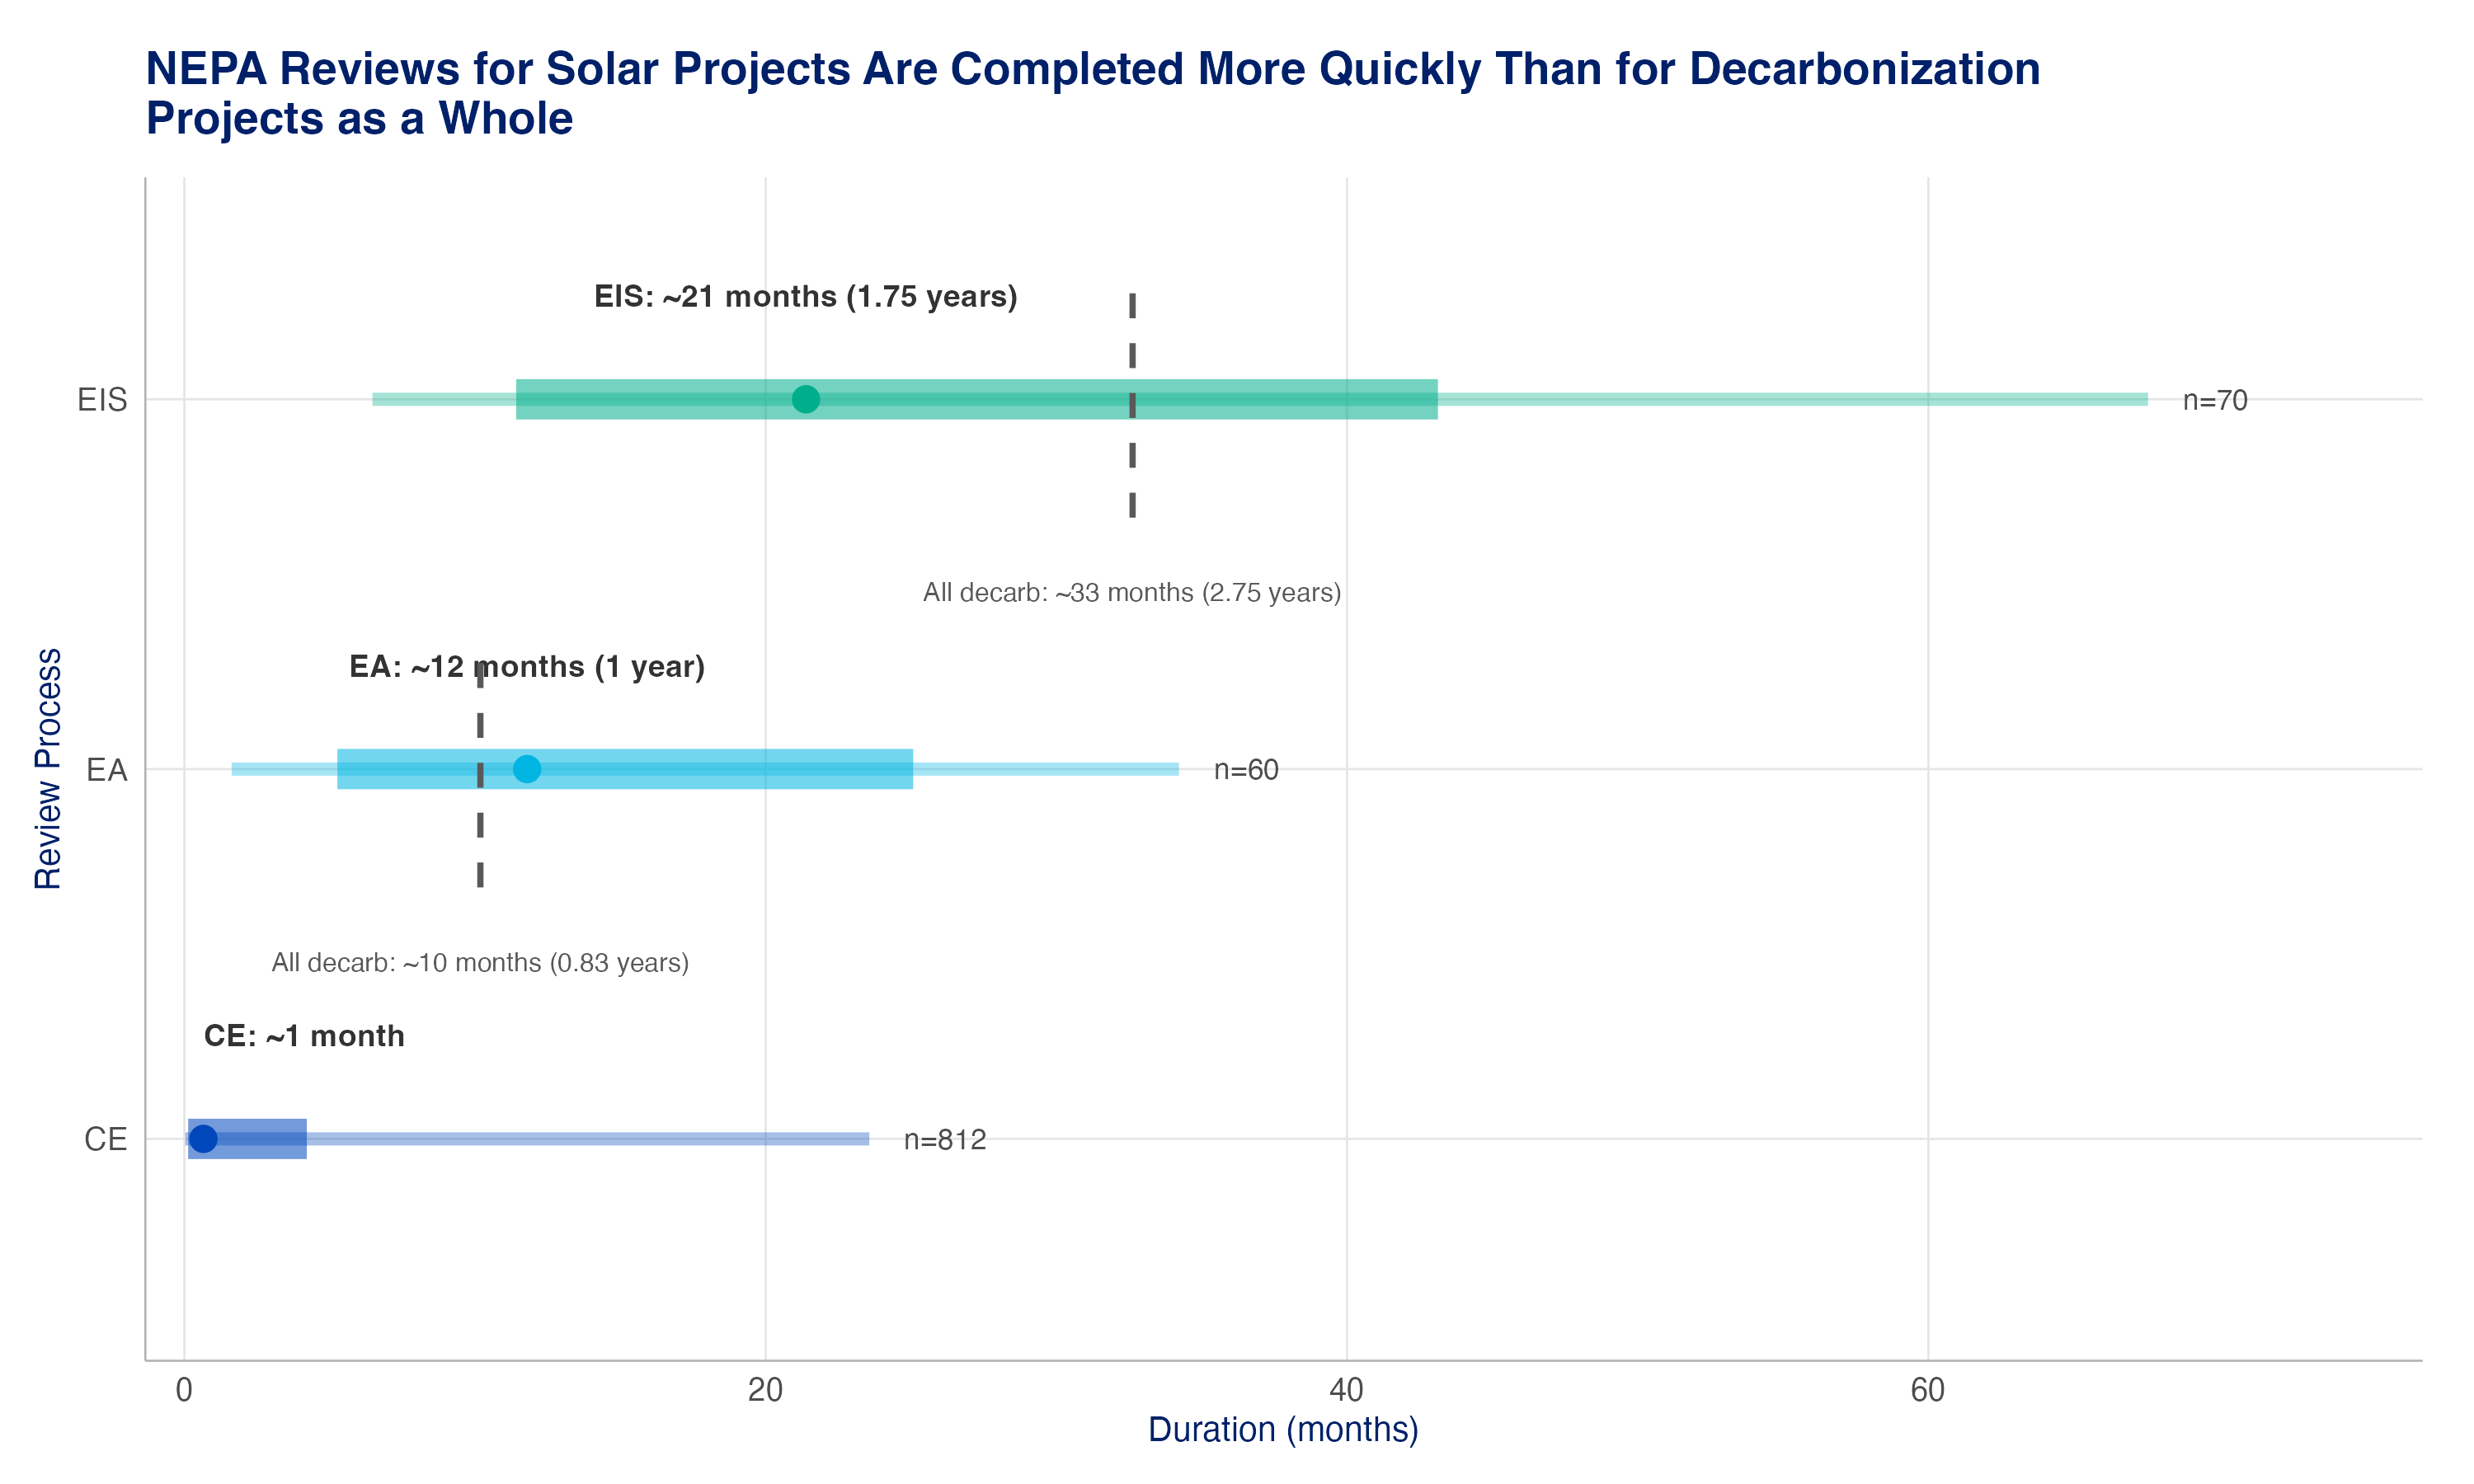 NEPA Reviews for Solar Projects Are Completed More Quickly Than for Decarbonization
Projects as a Whole
EIS: ~21 months (1.75 years)
EIS
n=70
All decarb: ~33 months (2.75 years)
EA: ~12 months (1 year)
EA
n=60
All decarb: ~10 months (0.83 years)
CE: ~1 month
CE
n=812
Review Process
0
20
40
60
Duration (months)